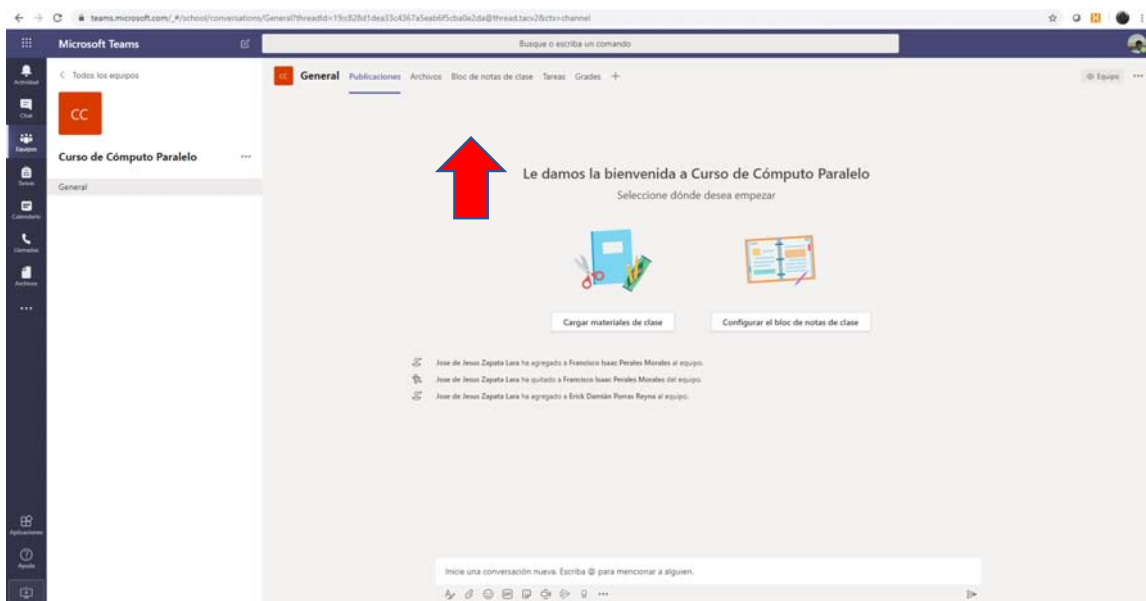 teams.microsoft.com/_#/school/conversations/General?threadId=19:c828d1dea33c4367a5eab6f5cba0e2da@thread.tacv2&ctx=channel
Microsoft Teams
Busque o escriba un comando
Actividad
Chat
Equipos
Tareas
Calendario
Llamadas
Archivos
Aplicaciones
Ayuda
Todos los equipos
CC
Curso de Cómputo Paralelo
General
CC General Publicaciones Archivos Bloc de notas de clase Tareas Grades +
Equipo
Le damos la bienvenida a Curso de Cómputo Paralelo
Seleccione dónde desea empezar
Cargar materiales de clase
Configurar el bloc de notas de clase
Jose de Jesus Zapata Lara ha agregado a Francisco Isaac Perales Morales al equipo.
Jose de Jesus Zapata Lara ha quitado a Francisco Isaac Perales Morales del equipo.
Jose de Jesus Zapata Lara ha agregado a Erick Damián Porras Reyna al equipo.
Inicie una conversación nueva. Escriba @ para mencionar a alguien.